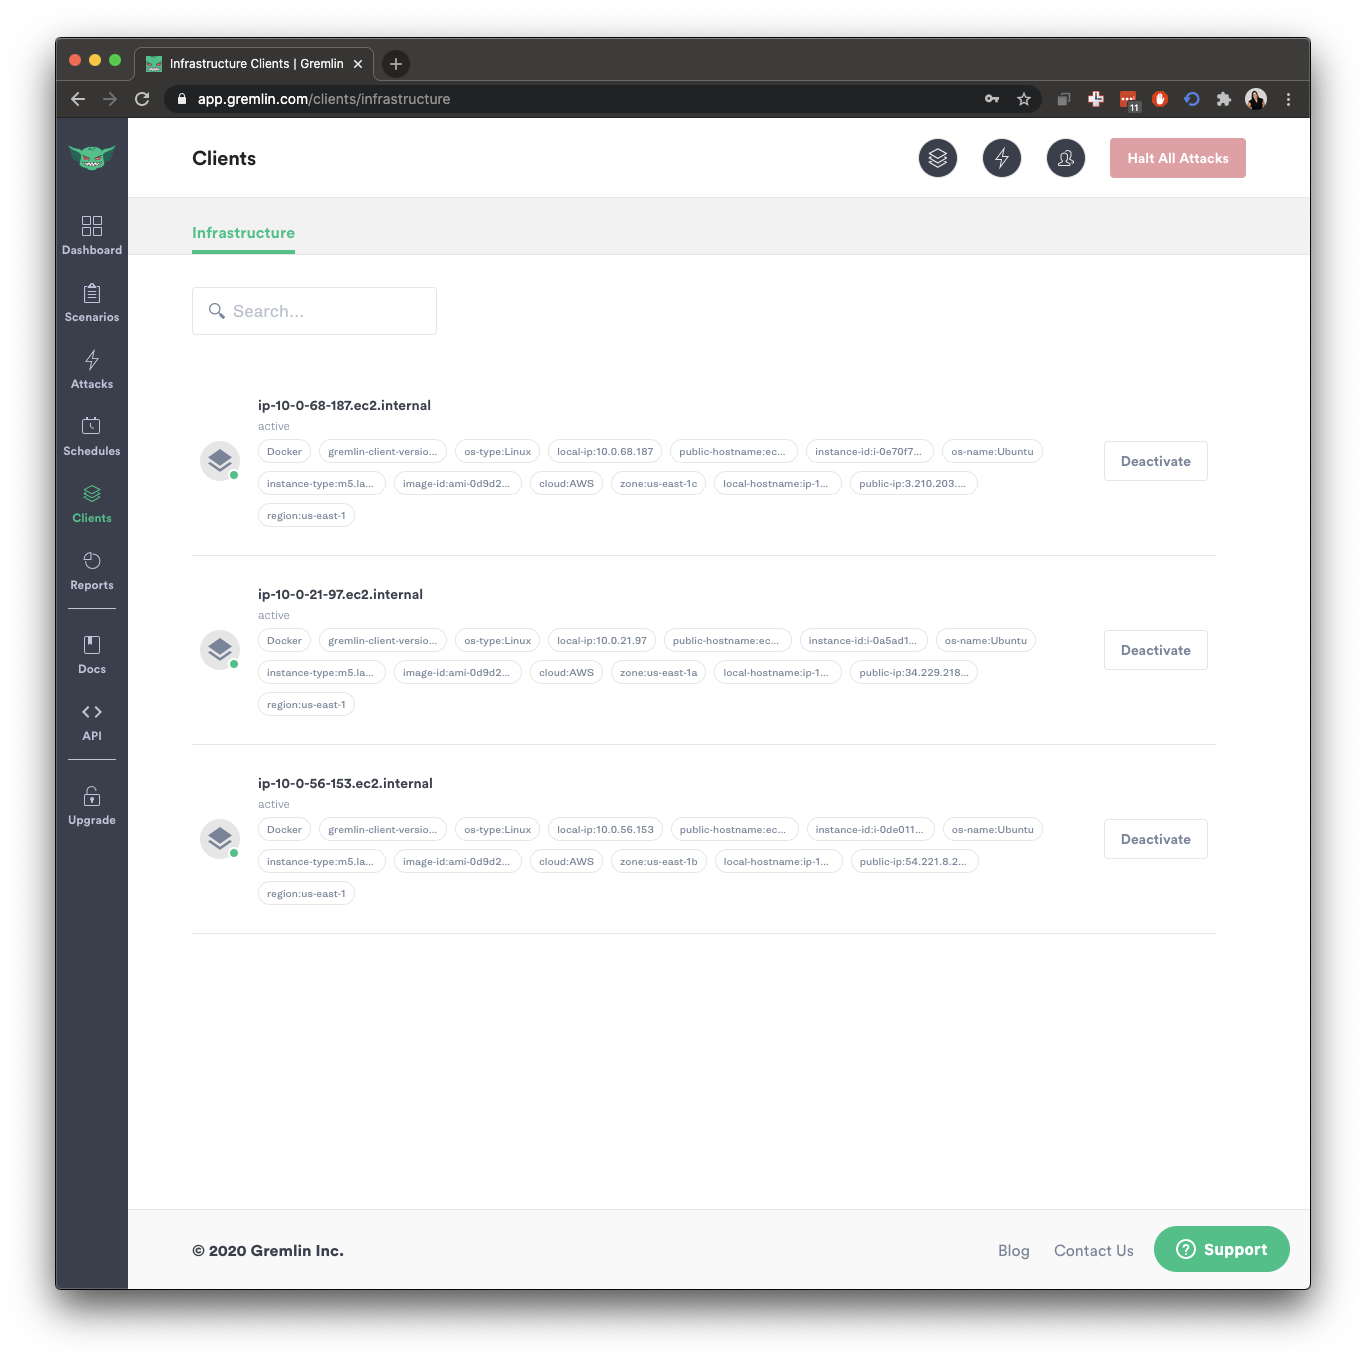 Infrastructure Clients | Gremlin
app.gremlin.com/clients/infrastructure
11
Clients
Halt All Attacks
Infrastructure
Dashboard
Scenarios
Attacks
Schedules
Clients
Reports
Docs
API
Upgrade
Search...
ip-10-0-68-187.ec2.internal
active
Docker gremlin-client-versio... os-type:Linux local-ip:10.0.68.187 public-hostname:ec... instance-id:i-0e70f7... os-name:Ubuntu
Deactivate
instance-type:m5.la... image-id:ami-0d9d2... cloud:AWS zone:us-east-1c local-hostname:ip-1... public-ip:3.210.203....
region:us-east-1
ip-10-0-21-97.ec2.internal
active
Docker gremlin-client-versio... os-type:Linux local-ip:10.0.21.97 public-hostname:ec... instance-id:i-0a5ad1... os-name:Ubuntu
Deactivate
instance-type:m5.la... image-id:ami-0d9d2... cloud:AWS zone:us-east-1a local-hostname:ip-1... public-ip:34.229.218...
region:us-east-1
ip-10-0-56-153.ec2.internal
active
Docker gremlin-client-versio... os-type:Linux local-ip:10.0.56.153 public-hostname:ec... instance-id:i-0de011... os-name:Ubuntu
Deactivate
instance-type:m5.la... image-id:ami-0d9d2... cloud:AWS zone:us-east-1b local-hostname:ip-1... public-ip:54.221.8.2...
region:us-east-1
© 2020 Gremlin Inc.
Blog
Contact Us
Support